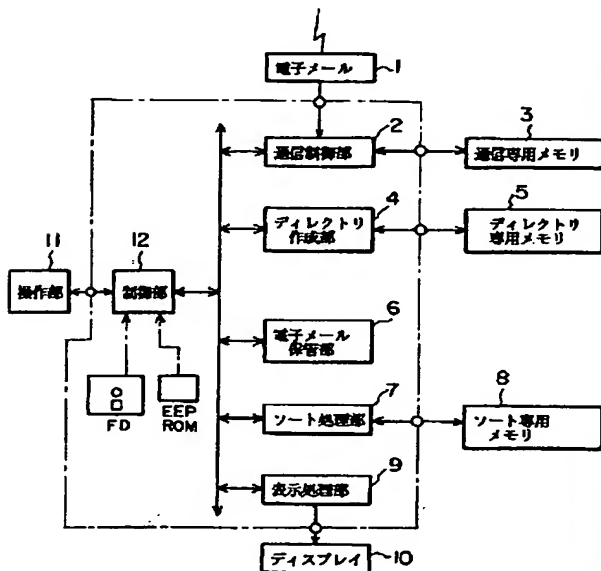 電子メール
1
2
通信制御部
3
通信専用メモリ
4
ディレクトリ
作成部
5
ディレクトリ
専用メモリ
11
操作部
12
制御部
6
電子メール
保管部
FD
EEP
ROM
7
ソート処理部
8
ソート専用
メモリ
9
表示処理部
ディスプレイ
10